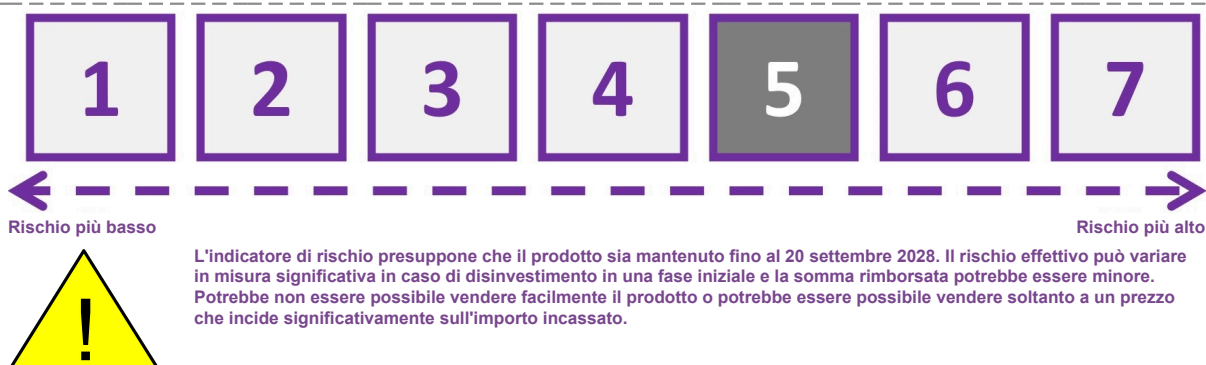 1 2 3 4 5 6 7
Rischio più basso Rischio più alto
L'indicatore di rischio presuppone che il prodotto sia mantenuto fino al 20 settembre 2028. Il rischio effettivo può variare
in misura significativa in caso di disinvestimento in una fase iniziale e la somma rimborsata potrebbe essere minore.
Potrebbe non essere possibile vendere facilmente il prodotto o potrebbe essere possibile vendere soltanto a un prezzo
che incide significativamente sull'importo incassato.
!